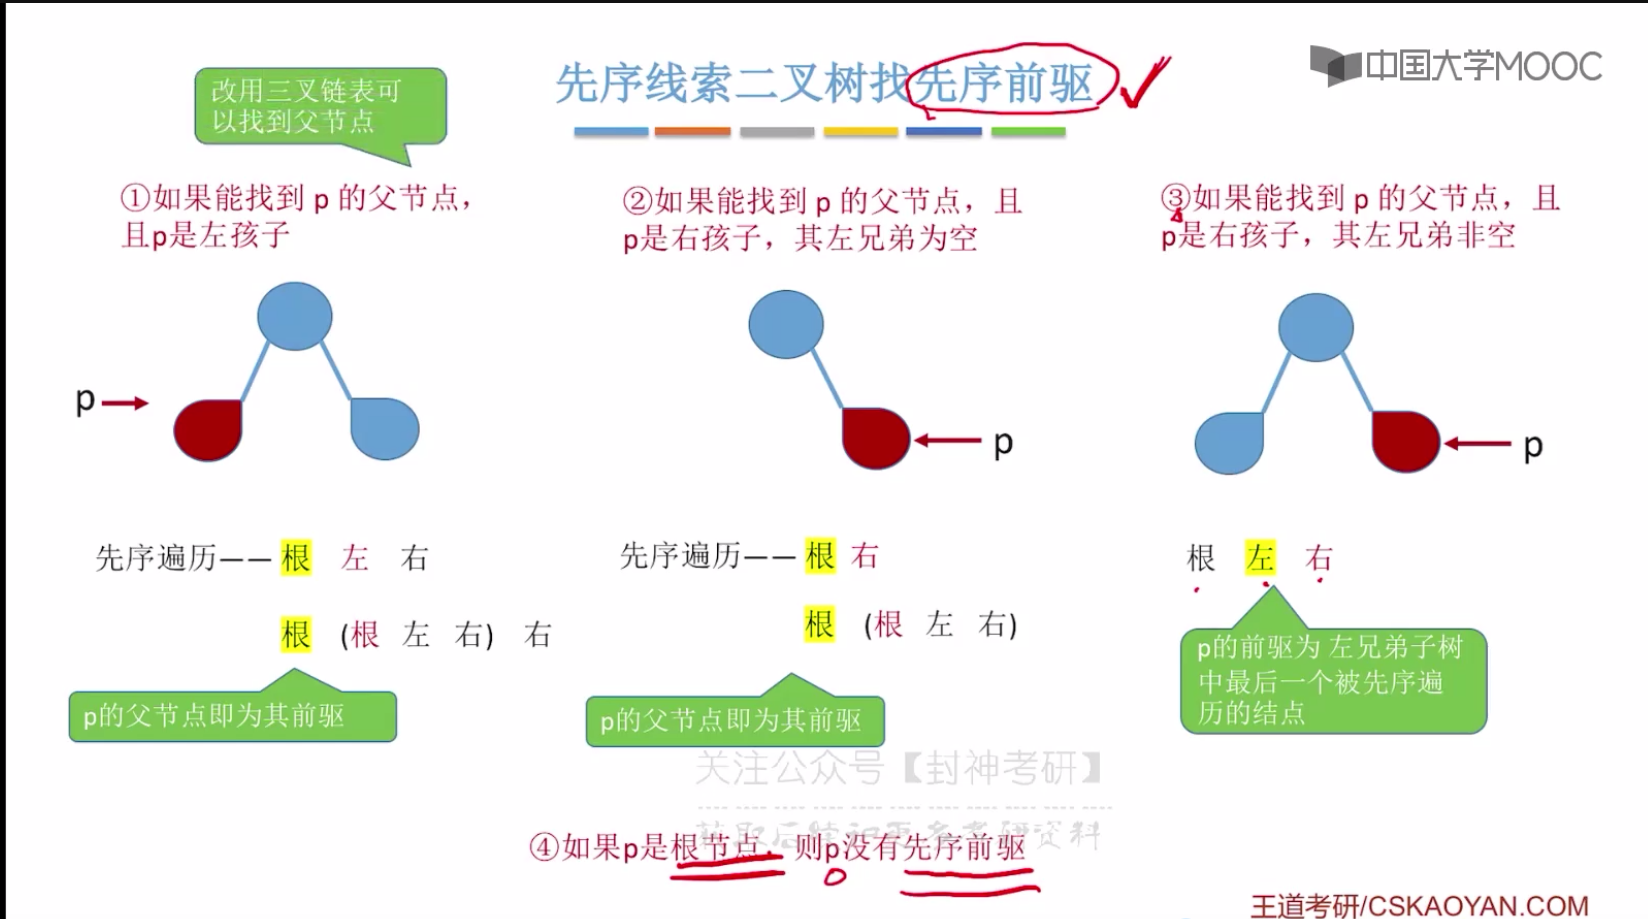 改用三叉链表可
以找到父节点
先序线索二叉树找先序前驱
中国大学MOOC
①如果能找到 p 的父节点，
且p是左孩子
②如果能找到 p 的父节点，且
p是右孩子，其左兄弟为空
③如果能找到 p 的父节点，且
p是右孩子，其左兄弟非空
p
p
p
先序遍历——根 左 右
根 (根 左 右) 右
p的父节点即为其前驱
先序遍历——根 右
根 (根 左 右)
p的父节点即为其前驱
根 左 右
p的前驱为 左兄弟子树
中最后一个被先序遍
历的结点
关注公众号【封神考研】
考研资料
④如果p是根节点，则p没有先序前驱
王道考研/CSKAOYAN.COM